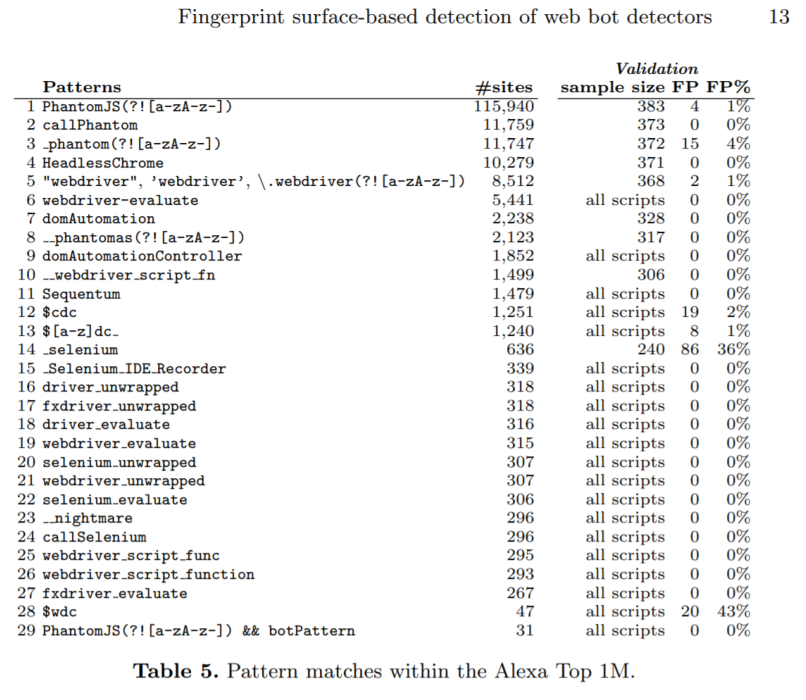 Fingerprint surface-based detection of web bot detectors 13
Validation
Patterns #sites sample size FP FP%
1 PhantomJS(?![a-zA-z-]) 115,940 383 4 1%
2 callPhantom 11,759 373 0 0%
3 _phantom(?![a-zA-z-]) 11,747 372 15 4%
4 HeadlessChrome 10,279 371 0 0%
5 "webdriver", 'webdriver', \.webdriver(?![a-zA-z-]) 8,512 368 2 1%
6 webdriver-evaluate 5,441 all scripts 0 0%
7 domAutomation 2,238 328 0 0%
8 __phantomas(?![a-zA-z-]) 2,123 317 0 0%
9 domAutomationController 1,852 all scripts 0 0%
10 __webdriver_script_fn 1,499 306 0 0%
11 Sequentum 1,479 all scripts 0 0%
12 $cdc 1,251 all scripts 19 2%
13 $[a-z]dc_ 1,240 all scripts 8 1%
14 _selenium 636 240 86 36%
15 _Selenium_IDE_Recorder 339 all scripts 0 0%
16 driver_unwrapped 318 all scripts 0 0%
17 fxdriver_unwrapped 318 all scripts 0 0%
18 driver_evaluate 316 all scripts 0 0%
19 webdriver_evaluate 315 all scripts 0 0%
20 selenium_unwrapped 307 all scripts 0 0%
21 webdriver_unwrapped 307 all scripts 0 0%
22 selenium_evaluate 306 all scripts 0 0%
23 __nightmare 296 all scripts 0 0%
24 callSelenium 296 all scripts 0 0%
25 webdriver_script_func 295 all scripts 0 0%
26 webdriver_script_function 293 all scripts 0 0%
27 fxdriver_evaluate 267 all scripts 0 0%
28 $wdc 47 all scripts 20 43%
29 PhantomJS(?![a-zA-z-]) && botPattern 31 all scripts 0 0%
Table 5. Pattern matches within the Alexa Top 1M.